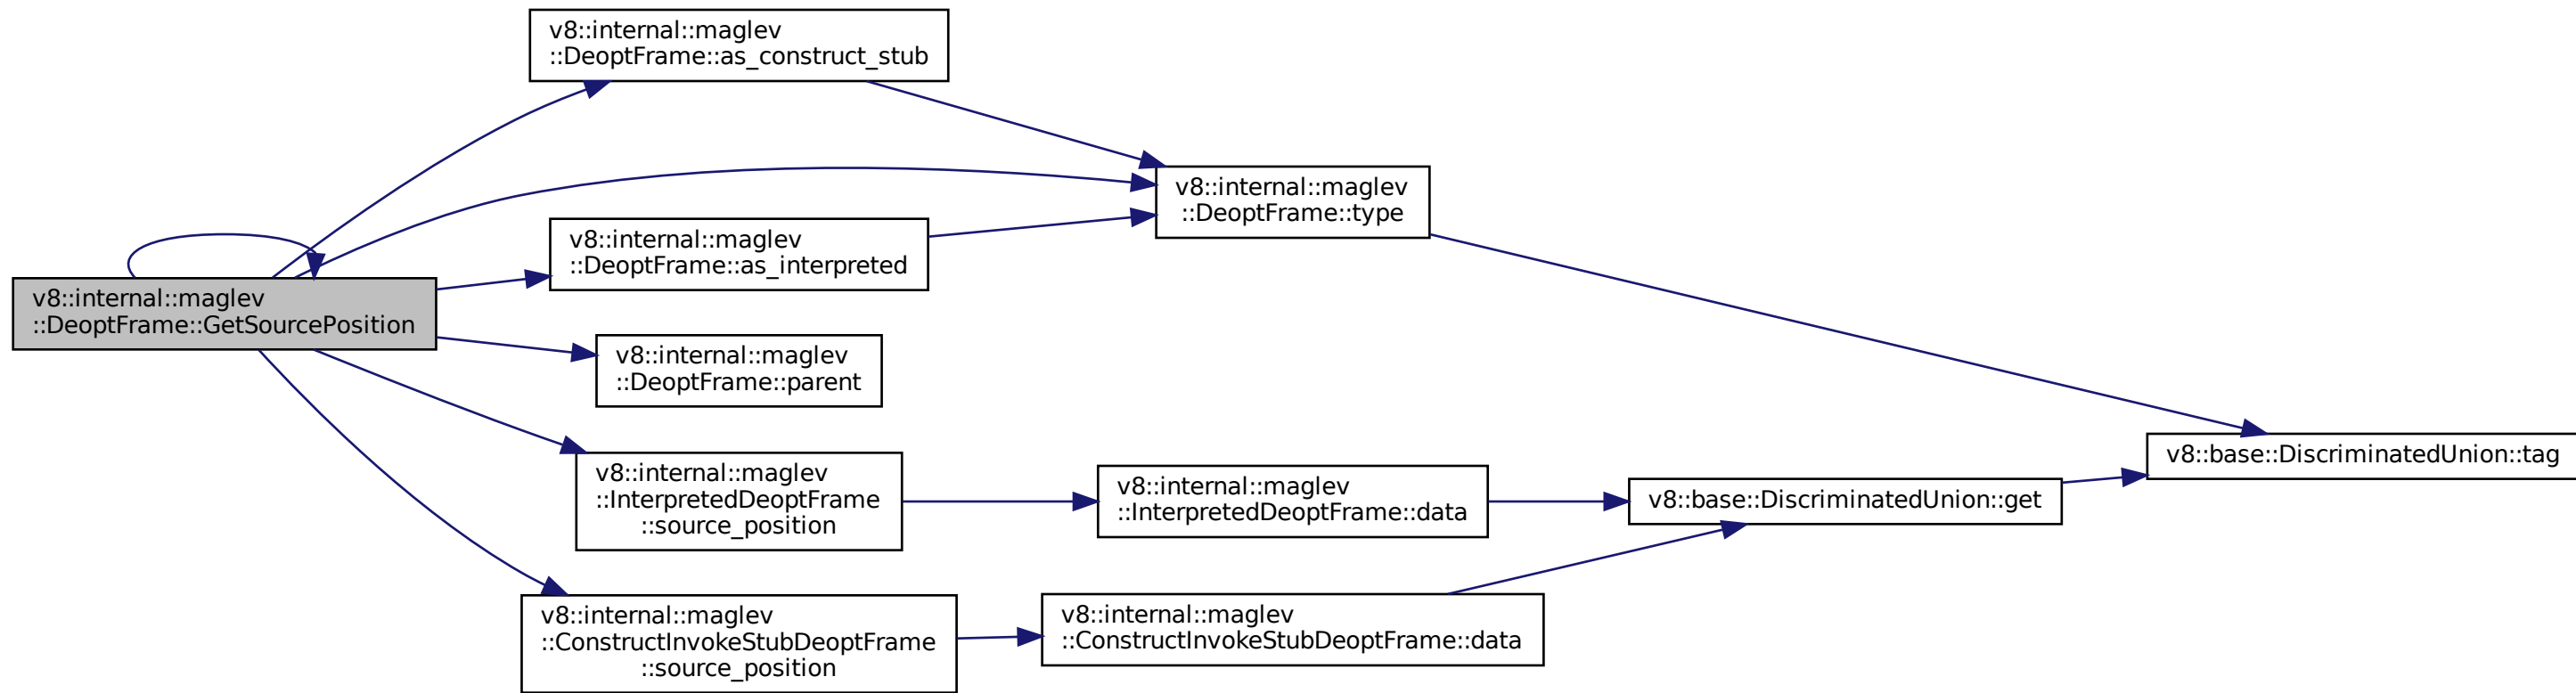 v8::internal::maglev
::DeoptFrame::as_construct_stub
v8::internal::maglev
::DeoptFrame::type
v8::internal::maglev
::DeoptFrame::as_interpreted
v8::internal::maglev
::DeoptFrame::GetSourcePosition
v8::internal::maglev
::DeoptFrame::parent
v8::base::DiscriminatedUnion::tag
v8::internal::maglev
::InterpretedDeoptFrame
::source_position
v8::internal::maglev
::InterpretedDeoptFrame::data
v8::base::DiscriminatedUnion::get
v8::internal::maglev
::ConstructInvokeStubDeoptFrame
::source_position
v8::internal::maglev
::ConstructInvokeStubDeoptFrame::data